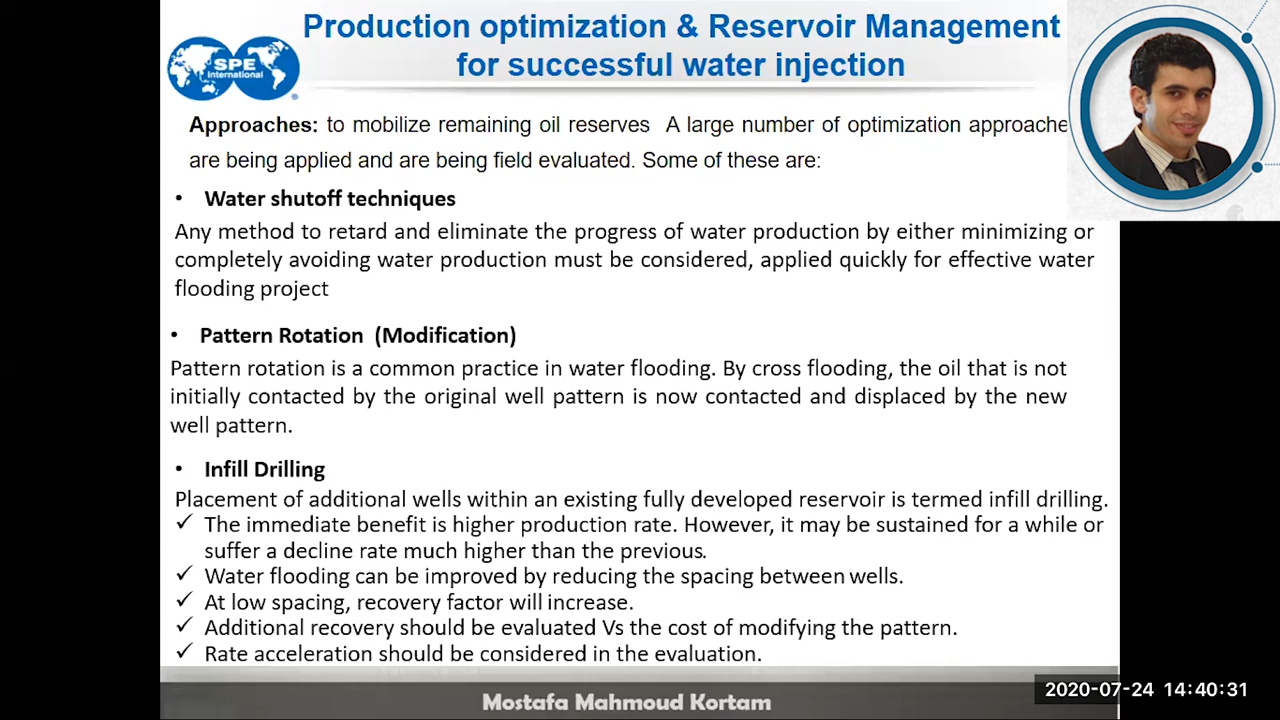 Production optimization & Reservoir Management
for successful water injection
SPE
International
Approaches: to mobilize remaining oil reserves A large number of optimization approache
are being applied and are being field evaluated. Some of these are:
• Water shutoff techniques
Any method to retard and eliminate the progress of water production by either minimizing or
completely avoiding water production must be considered, applied quickly for effective water
flooding project
• Pattern Rotation (Modification)
Pattern rotation is a common practice in water flooding. By cross flooding, the oil that is not
initially contacted by the original well pattern is now contacted and displaced by the new
well pattern.
• Infill Drilling
Placement of additional wells within an existing fully developed reservoir is termed infill drilling.
✓ The immediate benefit is higher production rate. However, it may be sustained for a while or
suffer a decline rate much higher than the previous.
✓ Water flooding can be improved by reducing the spacing between wells.
✓ At low spacing, recovery factor will increase.
✓ Additional recovery should be evaluated Vs the cost of modifying the pattern.
✓ Rate acceleration should be considered in the evaluation.
Mostafa Mahmoud Kortam
2020-07-24 14:40:31